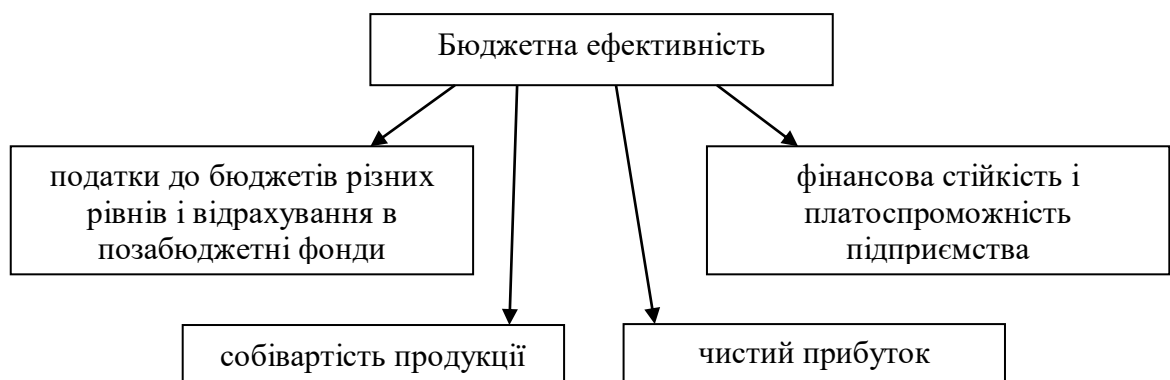 Бюджетна ефективність
податки до бюджетів різних
рівнів і відрахування в
позабюджетні фонди
фінансова стійкість і
платоспроможність
підприємства
собівартість продукції
чистий прибуток